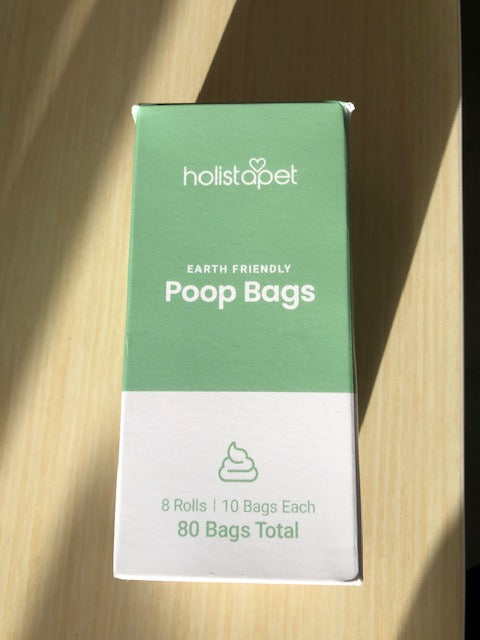 holistapet
EARTH FRIENDLY
Poop Bags
8 Rolls | 10 Bags Each
80 Bags Total